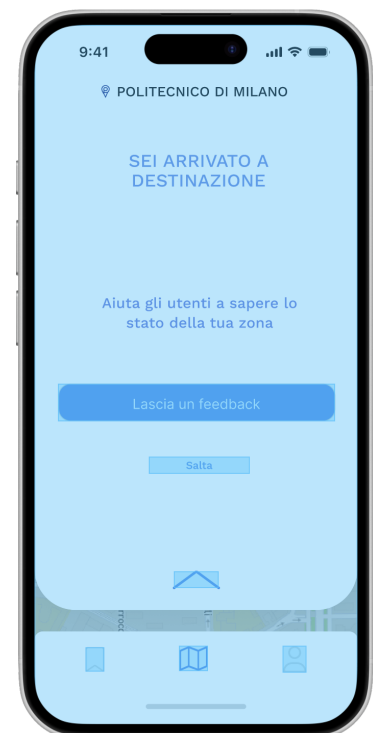 9:41
POLITECNICO DI MILANO
SEI ARRIVATO A
DESTINAZIONE
Aiuta gli utenti a sapere lo
stato della tua zona
Lascia un feedback
Salta